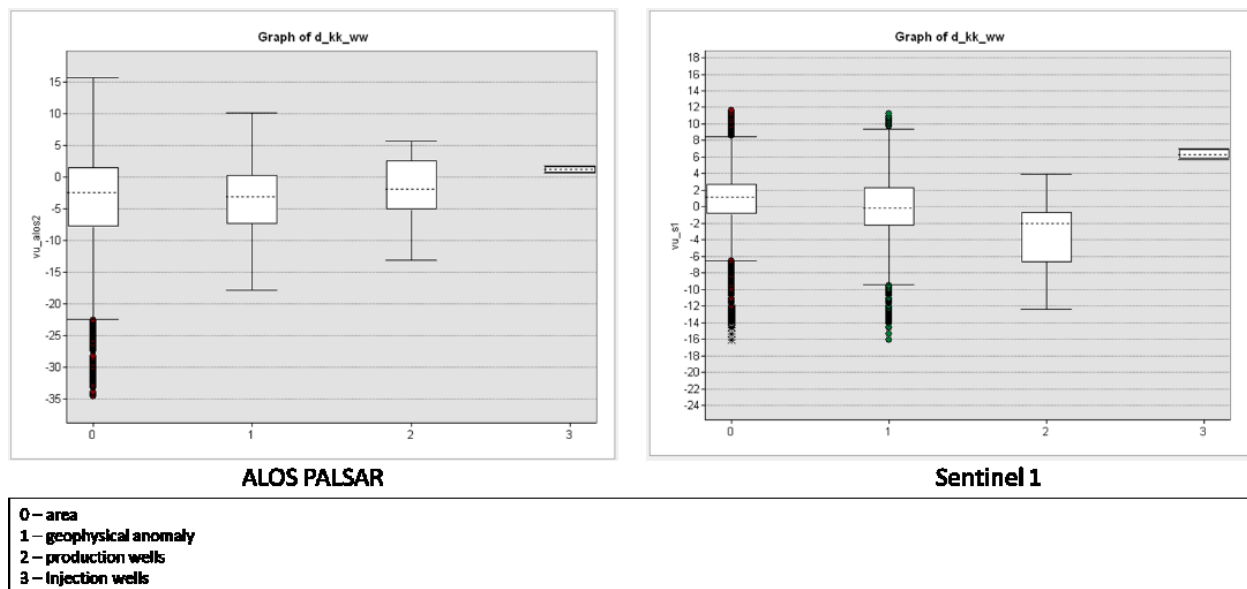 Graph of d_kk_ww
vu_alos2
15
10
5
0
-5
-10
-15
-20
-25
-30
-35
0 1 2 3
ALOS PALSAR
Graph of d_kk_ww
vu_s1
18
16
14
12
10
8
6
4
2
0
-2
-4
-6
-8
-10
-12
-14
-16
-18
-20
-22
-24
0 1 2 3
Sentinel 1
0 – area
1 – geophysical anomaly
2 – production wells
3 – Injection wells